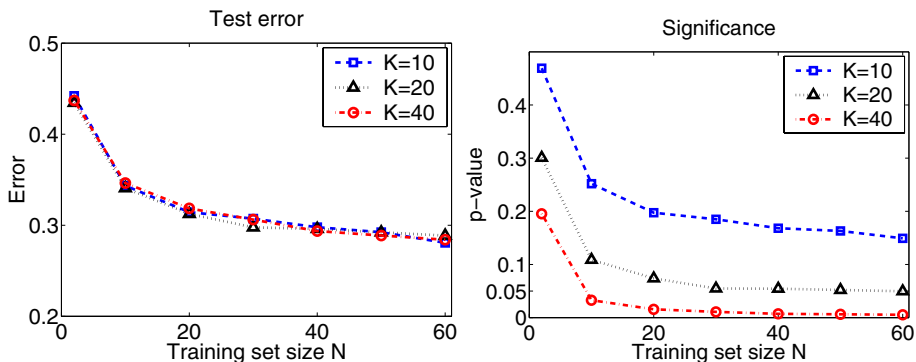 Test error
0.5
0.4
0.3
0.2
Error
K=10
K=20
K=40
0 20 40 60
Training set size N
Significance
0.4
0.3
0.2
0.1
0.05
0
p-value
K=10
K=20
K=40
0 20 40 60
Training set size N